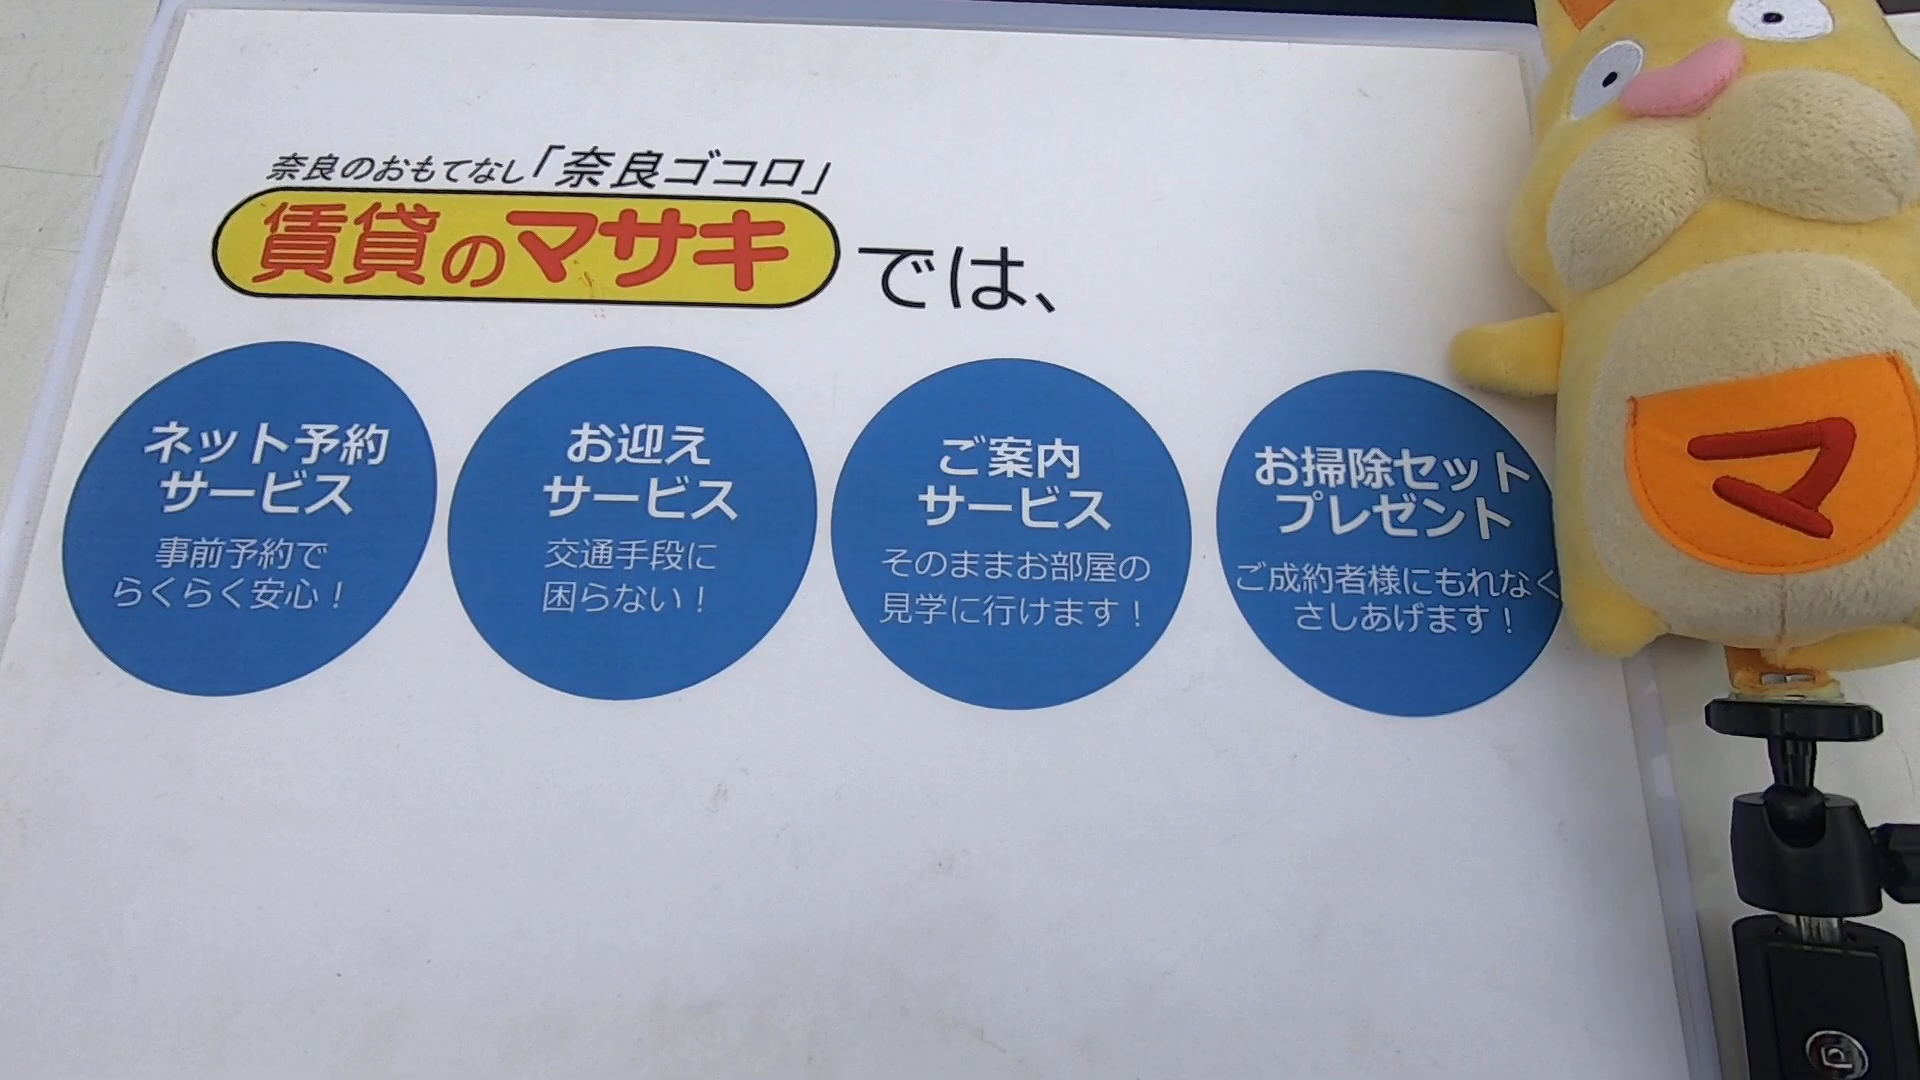 奈良のおもてなし「奈良ゴコロ」
賃貸のマサキでは、
ネット予約
サービス
事前予約で
らくらく安心！
お迎え
サービス
交通手段に
困らない！
ご案内
サービス
そのままお部屋の
見学に行けます！
お掃除セット
プレゼント
ご成約者様にもれなく
さしあげます！
マ